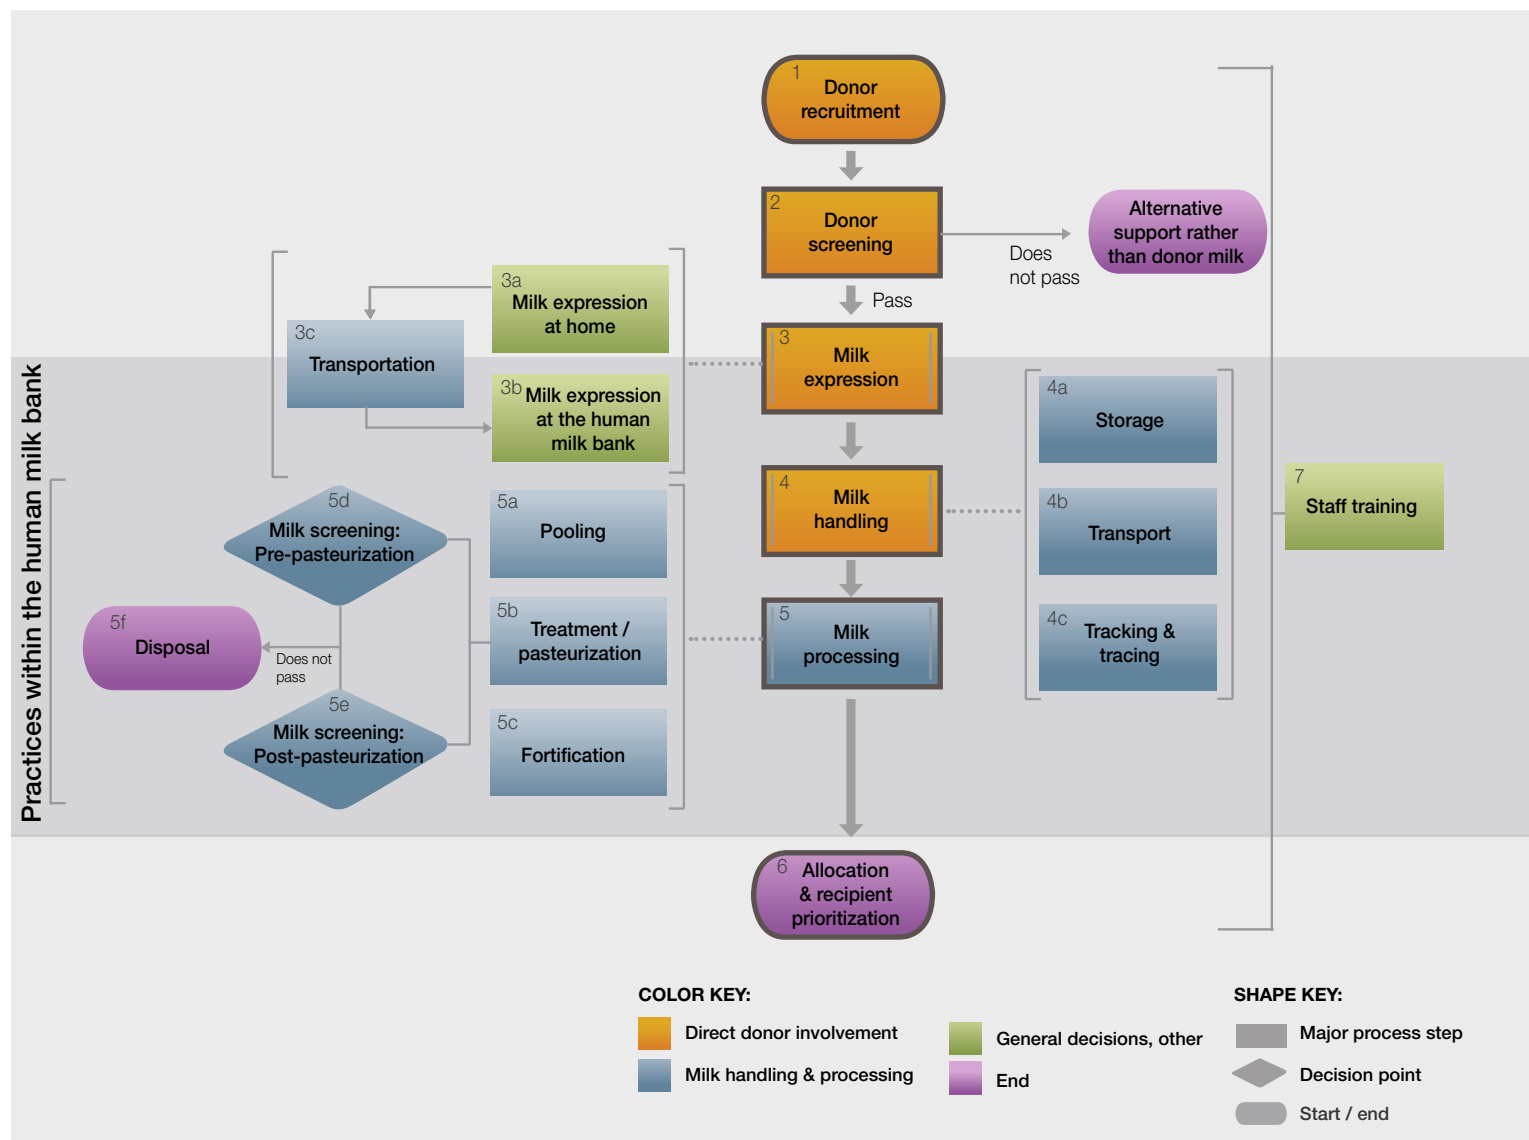 1
Donor
recruitment
2
Donor
screening
Does
not pass
Alternative
support rather
than donor milk
Pass
3
Milk
expression
3a
Milk expression
at home
3b
Milk expression
at the human
milk bank
3c
Transportation
4
Milk
handling
4a
Storage
4b
Transport
4c
Tracking &
tracing
5
Milk
processing
5a
Pooling
5b
Treatment /
pasteurization
5c
Fortification
5d
Milk screening:
Pre-pasteurization
5e
Milk screening:
Post-pasteurization
Does not
pass
5f
Disposal
6
Allocation
& recipient
prioritization
7
Staff training
Practices within the human milk bank
COLOR KEY:
Direct donor involvement
Milk handling & processing
General decisions, other
End
SHAPE KEY:
Major process step
Decision point
Start / end